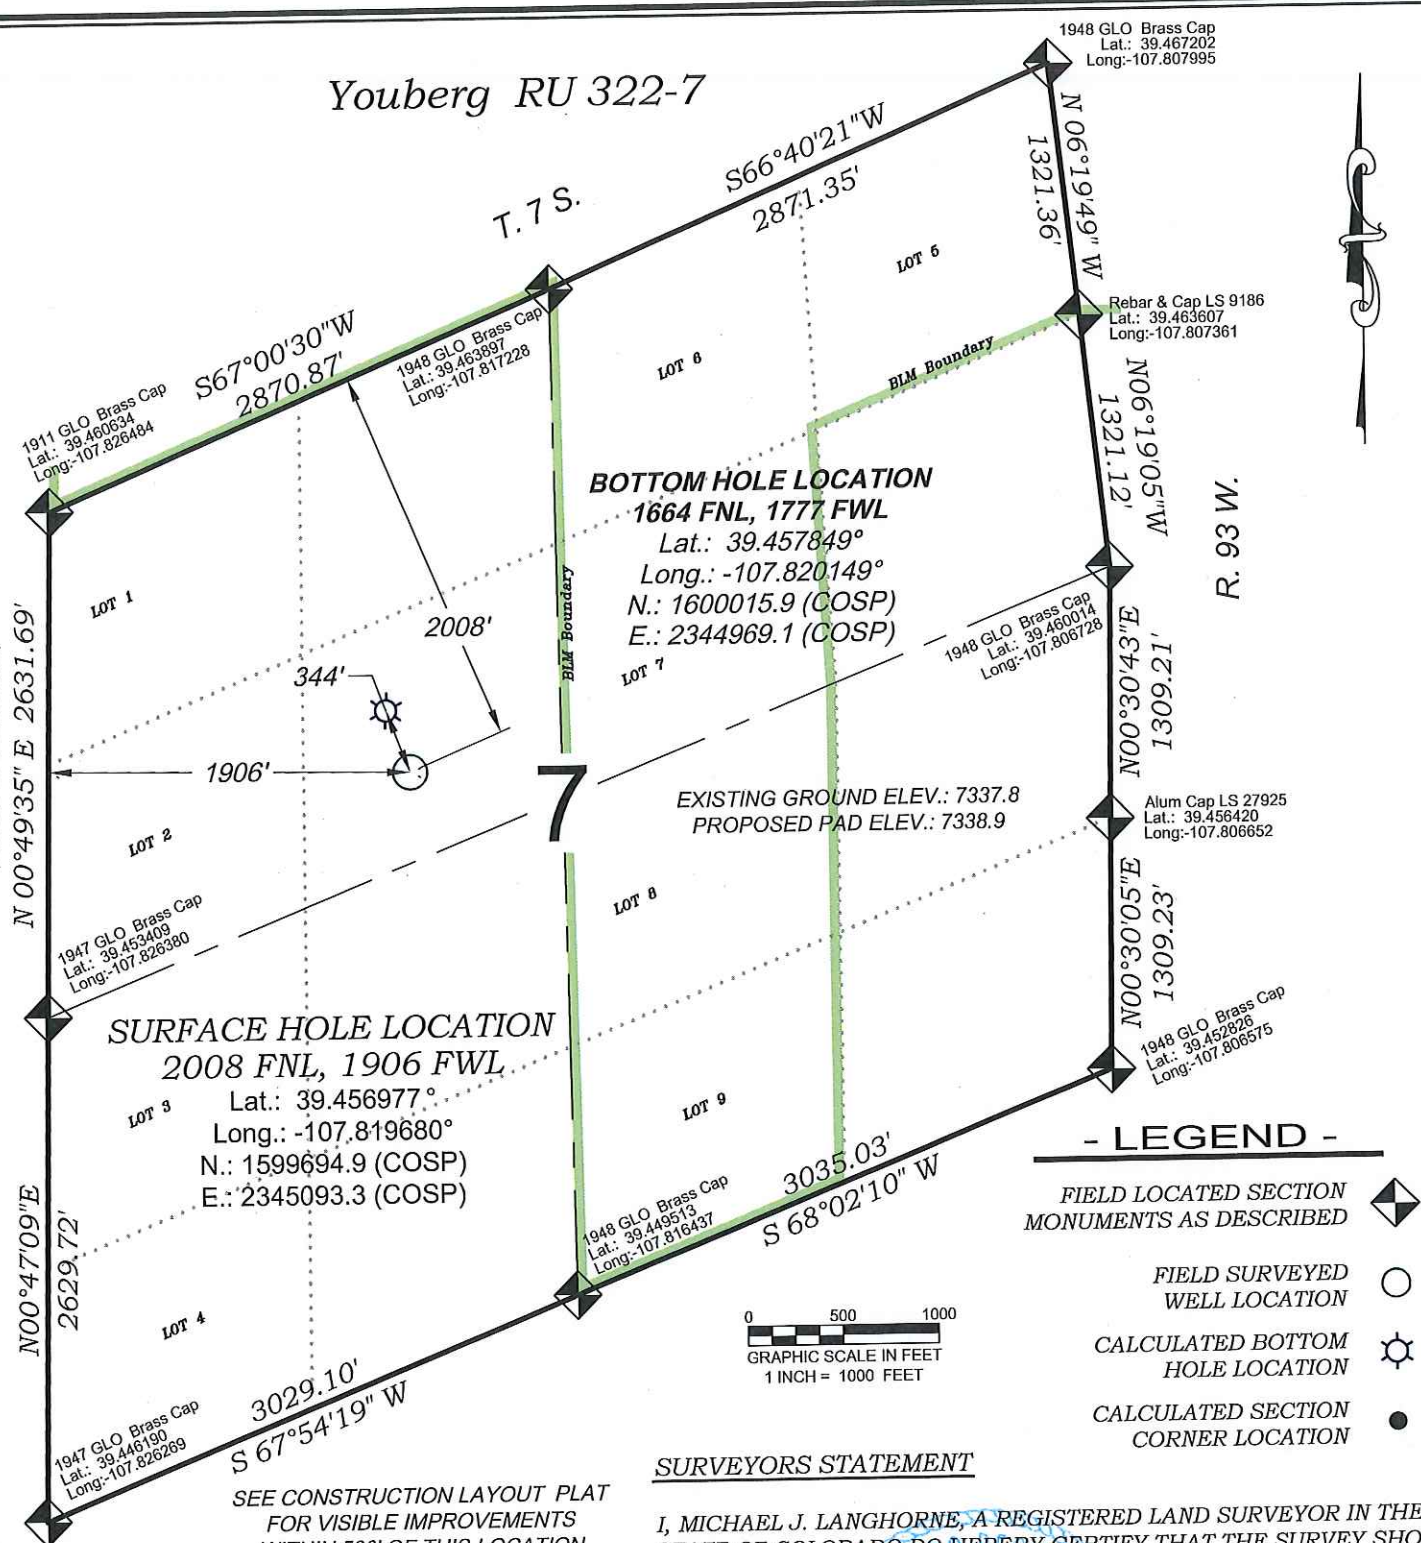 Youberg RU 322-7
1948 GLO Brass Cap
Lat.: 39.467202
Long:-107.807995
T. 7 S.
S66°40'21"W
2871.35'
N 06°19'49" W
1321.36'
LOT 5
Rebar & Cap LS 9186
Lat.: 39.463607
Long:-107.807361
S67°00'30"W
2870.87'
1948 GLO Brass Cap
Lat.: 39.463897
Long:-107.817228
LOT 6
BLM Boundary
1911 GLO Brass Cap
Lat.: 39.460634
Long:-107.826484
N06°19'05"W
1321.12'
R. 93 W.
BOTTOM HOLE LOCATION
1664 FNL, 1777 FWL
Lat.: 39.457849°
Long.: -107.820149°
N.: 1600015.9 (COSP)
E.: 2344969.1 (COSP)
LOT 1
2008'
BLM Boundary
LOT 7
1948 GLO Brass Cap
Lat.: 39.460014
Long:-107.806728
N 00°49'35" E 2631.69'
344'
1906'
7
N00°30'43"E
1309.21'
EXISTING GROUND ELEV.: 7337.8
PROPOSED PAD ELEV.: 7338.9
Alum Cap LS 27925
Lat.: 39.456420
Long:-107.806652
LOT 2
LOT 8
1947 GLO Brass Cap
Lat.: 39.453409
Long:-107.826380
N00°30'05"E
1309.23'
SURFACE HOLE LOCATION
2008 FNL, 1906 FWL
Lat.: 39.456977°
Long.: -107.819680°
N.: 1599694.9 (COSP)
E.: 2345093.3 (COSP)
LOT 3
LOT 9
1948 GLO Brass Cap
Lat.: 39.452826
Long:-107.806575
3035.03'
S 68°02'10" W
1948 GLO Brass Cap
Lat.: 39.449513
Long:-107.816437
N00°47'09"E
2629.72'
LOT 4
- LEGEND -
FIELD LOCATED SECTION
MONUMENTS AS DESCRIBED
FIELD SURVEYED
WELL LOCATION
CALCULATED BOTTOM
HOLE LOCATION
CALCULATED SECTION
CORNER LOCATION
0 500 1000
GRAPHIC SCALE IN FEET
1 INCH = 1000 FEET
3029.10'
S 67°54'19" W
1947 GLO Brass Cap
Lat.: 39.446190
Long:-107.826269
SEE CONSTRUCTION LAYOUT PLAT
FOR VISIBLE IMPROVEMENTS
OF THIS LOCATION
SURVEYORS STATEMENT
I, MICHAEL J. LANGHORNE, A REGISTERED LAND SURVEYOR IN THE
STATE OF COLORADO DO HEREBY CERTIFY THAT THE SURVEY SHO